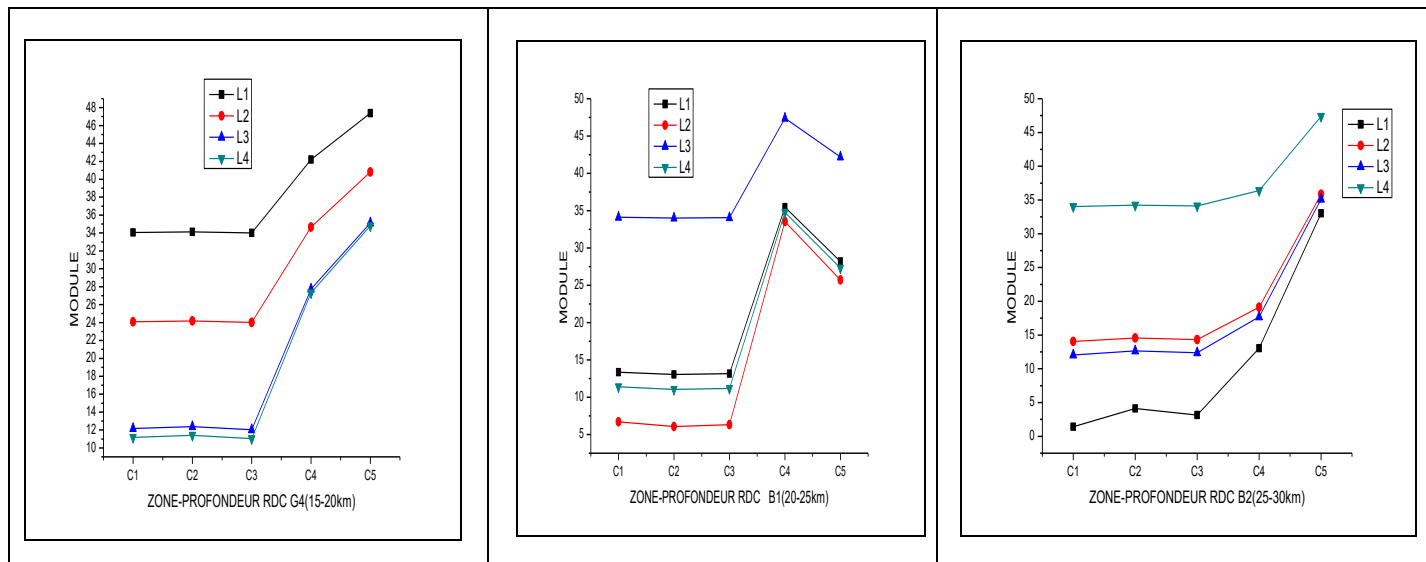 L1
L2
L3
L4
48
46
44
42
40
38
36
34
32
30
28
26
24
22
20
18
16
14
12
10
MODULE
C1 C2 C3 C4 C5
ZONE-PROFONDEUR RDC G4(15-20km)
L1
L2
L3
L4
50
45
40
35
30
25
20
15
10
5
MODULE
C1 C2 C3 C4 C5
ZONE-PROFONDEUR RDC B1(20-25km)
L1
L2
L3
L4
50
45
40
35
30
25
20
15
10
5
0
MODULE
C1 C2 C3 C4 C5
ZONE-PROFONDEUR RDC B2(25-30km)